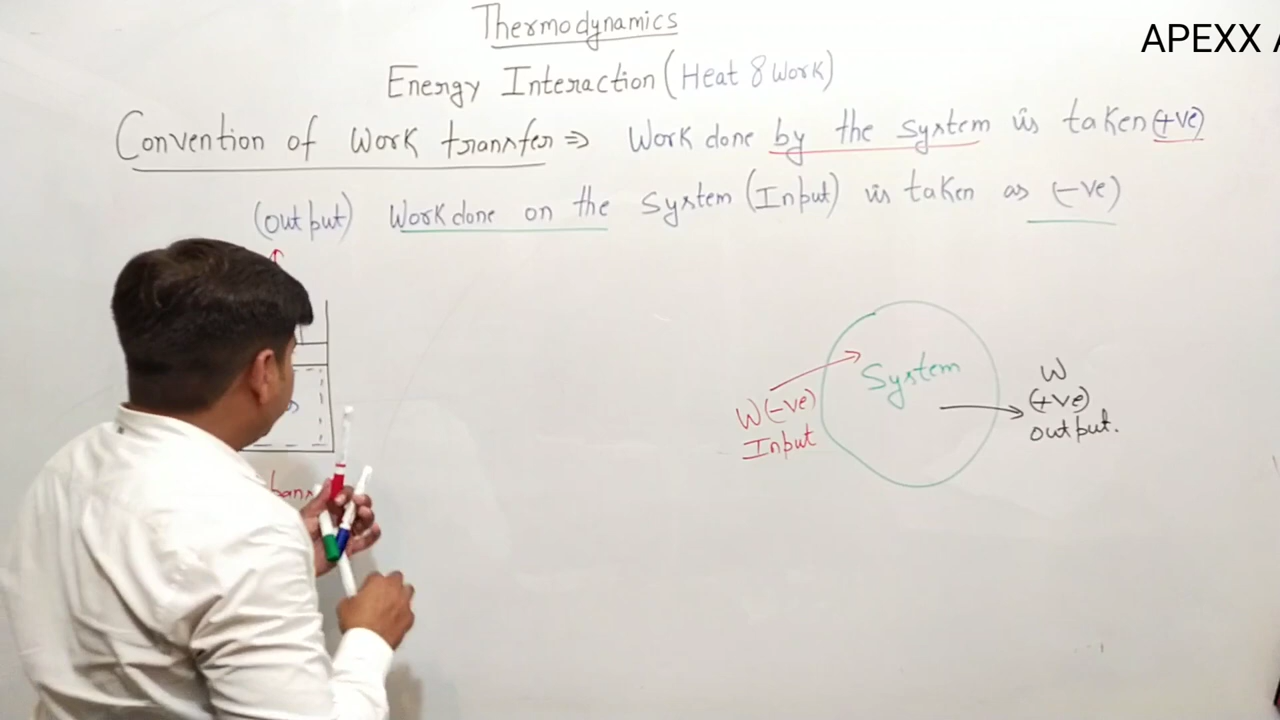 Thermodynamics
APEXX
Energy Interaction (Heat & Work)
Convention of Work transfer ⇒ Work done by the system is taken (+ve)
(output) Work done on the System (Input) is taken as (-ve)
System
W (-ve)
Input
W
(+ve)
output.